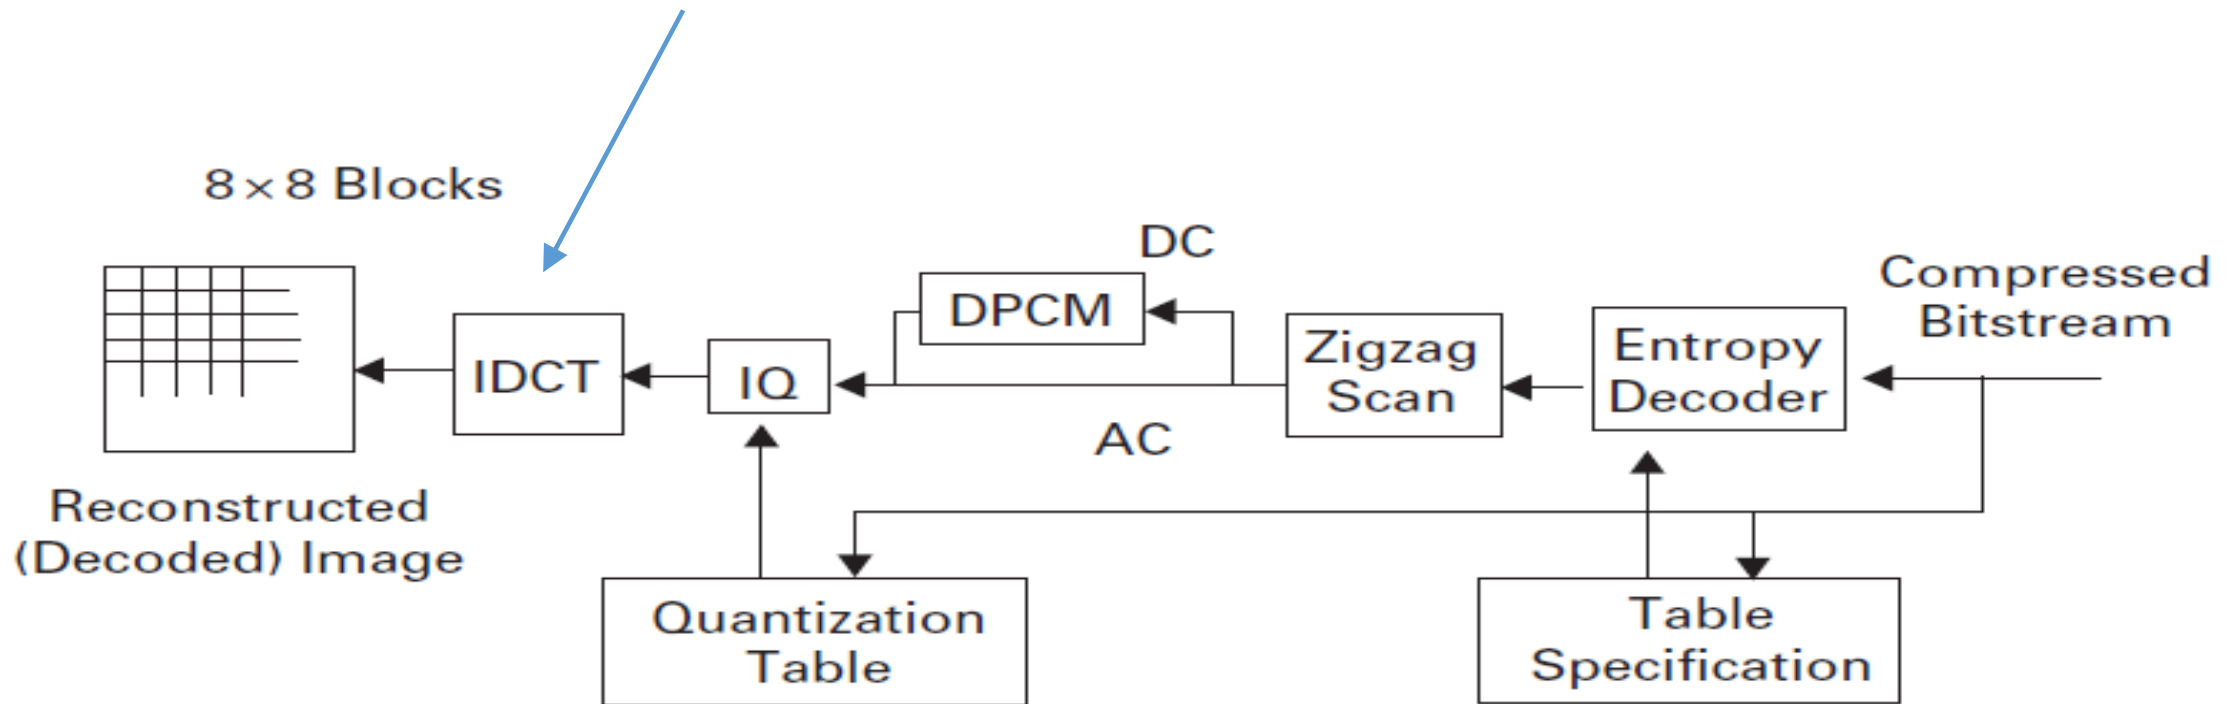 8 × 8 Blocks
DC
DPCM
Compressed
Bitstream
Zigzag
Scan
Entropy
Decoder
IDCT
IQ
AC
Reconstructed
(Decoded) Image
Quantization
Table
Table
Specification